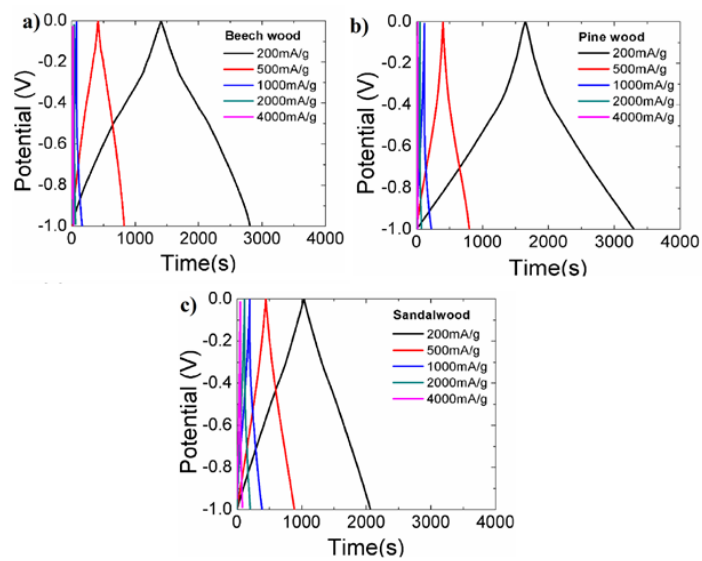 a)
Beech wood
200mA/g
500mA/g
1000mA/g
2000mA/g
4000mA/g
0.0
-0.2
-0.4
-0.6
-0.8
-1.0
Potential (V)
0 1000 2000 3000 4000
Time(s)
b)
Pine wood
200mA/g
500mA/g
1000mA/g
2000mA/g
4000mA/g
0.0
-0.2
-0.4
-0.6
-0.8
-1.0
Potential (V)
0 1000 2000 3000 4000
Time(s)
c)
Sandalwood
200mA/g
500mA/g
1000mA/g
2000mA/g
4000mA/g
0.0
-0.2
-0.4
-0.6
-0.8
-1.0
Potential (V)
0 1000 2000 3000 4000
Time(s)